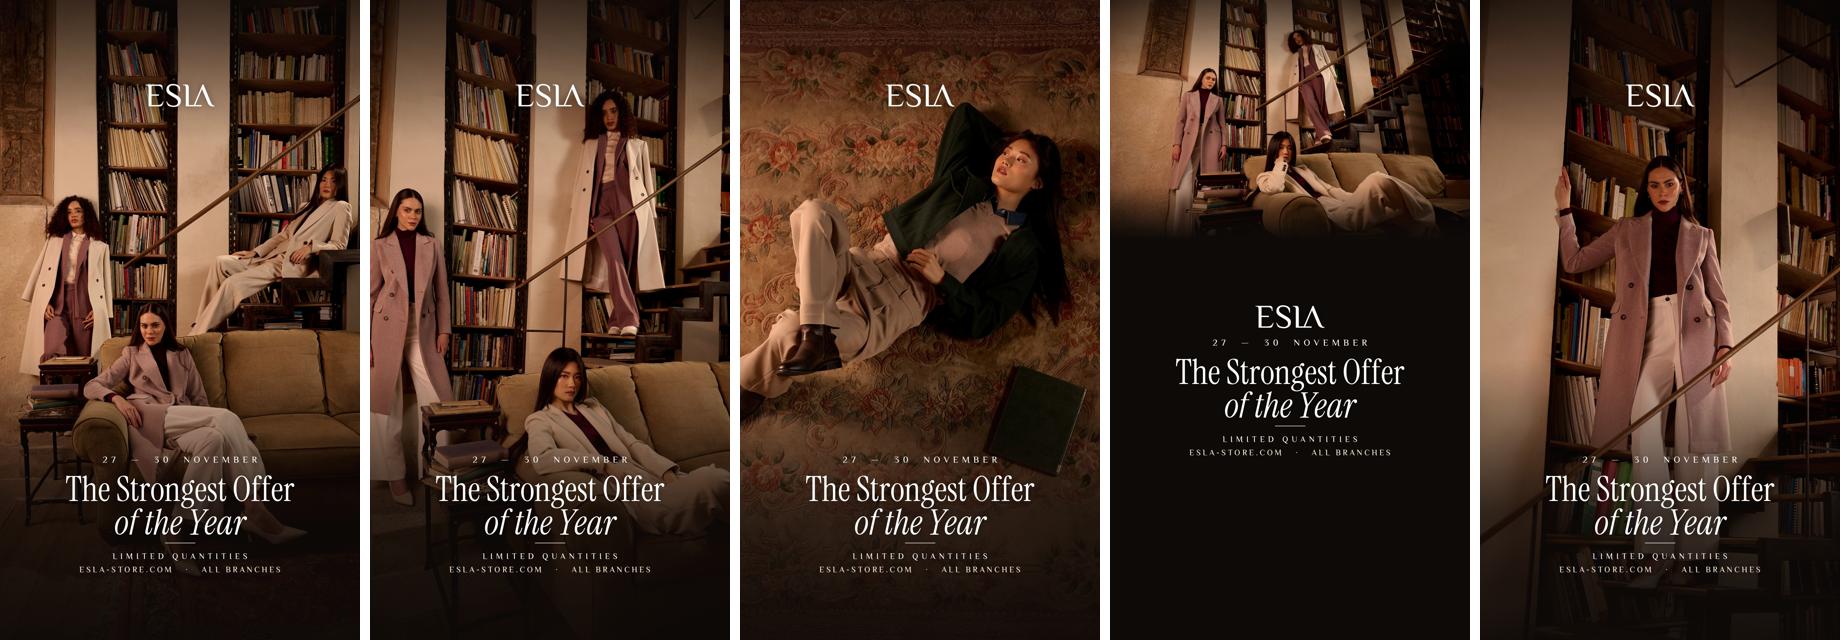 ESLA
27 — 30 NOVEMBER
The Strongest Offer
of the Year
LIMITED QUANTITIES
ESLA-STORE.COM · ALL BRANCHES
ESLA
27 — 30 NOVEMBER
The Strongest Offer
of the Year
LIMITED QUANTITIES
ESLA-STORE.COM · ALL BRANCHES
ESLA
27 — 30 NOVEMBER
The Strongest Offer
of the Year
LIMITED QUANTITIES
ESLA-STORE.COM · ALL BRANCHES
ESLA
27 — 30 NOVEMBER
The Strongest Offer
of the Year
LIMITED QUANTITIES
ESLA-STORE.COM · ALL BRANCHES
ESLA
27 — 30 NOVEMBER
The Strongest Offer
of the Year
LIMITED QUANTITIES
ESLA-STORE.COM · ALL BRANCHES